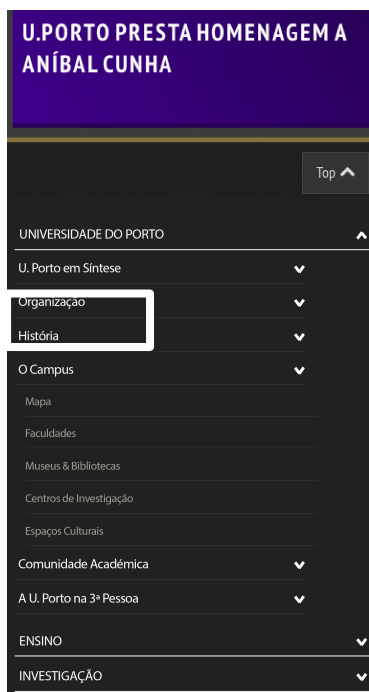 U.PORTO PRESTA HOMENAGEM A
ANÍBAL CUNHA
Top
UNIVERSIDADE DO PORTO
U. Porto em Síntese
Organização
História
O Campus
Mapa
Faculdades
Museus & Bibliotecas
Centros de Investigação
Espaços Culturais
Comunidade Académica
A U. Porto na 3ª Pessoa
ENSINO
INVESTIGAÇÃO